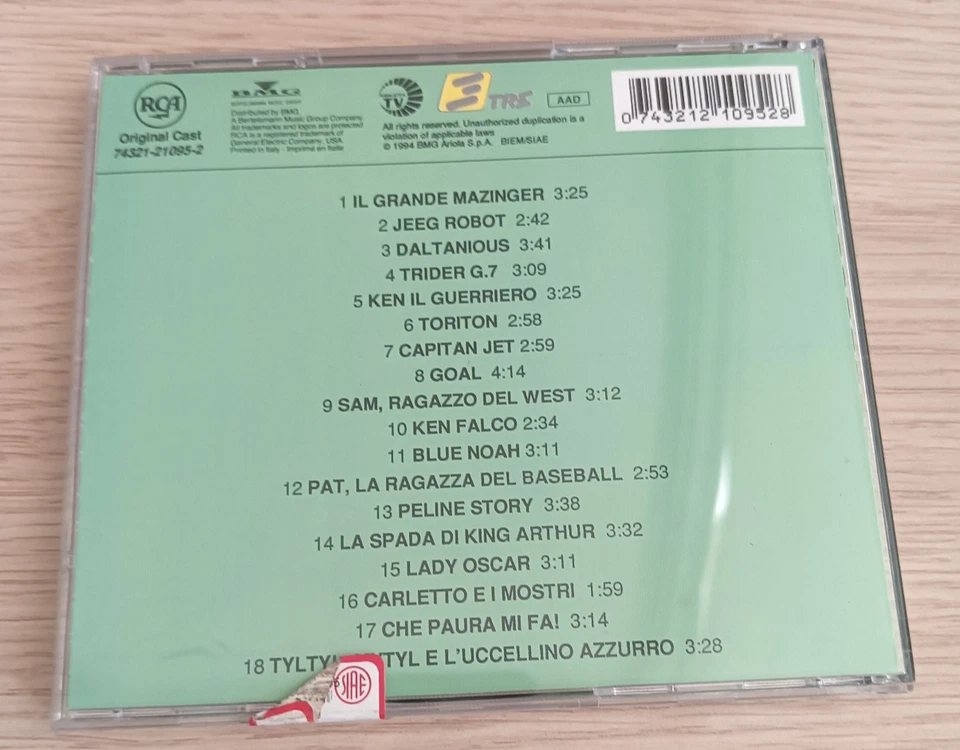 RCA
Original Cast
74321-21095-2
BMG
BERTELSMANN MUSIC GROUP
Distributed by BMG
A Bertelsmann Music Group Company
All trademarks and logos are protected
RCA is a registered trademark of
General Electric Company, USA
Printed in Italy - Imprimé en Italie
TV
TRE
AAD
All rights reserved. Unauthorized duplication is a
violation of applicable laws
© 1994 BMG Ariola S.p.A. BIEM/SIAE
0 743212 109528
1 IL GRANDE MAZINGER 3:25
2 JEEG ROBOT 2:42
3 DALTANIOUS 3:41
4 TRIDER G.7 3:09
5 KEN IL GUERRIERO 3:25
6 TORITON 2:58
7 CAPITAN JET 2:59
8 GOAL 4:14
9 SAM, RAGAZZO DEL WEST 3:12
10 KEN FALCO 2:34
11 BLUE NOAH 3:11
12 PAT, LA RAGAZZA DEL BASEBALL 2:53
13 PELINE STORY 3:38
14 LA SPADA DI KING ARTHUR 3:32
15 LADY OSCAR 3:11
16 CARLETTO E I MOSTRI 1:59
17 CHE PAURA MI FA! 3:14
18 E L'UCCELLINO AZZURRO 3:28
SIAE